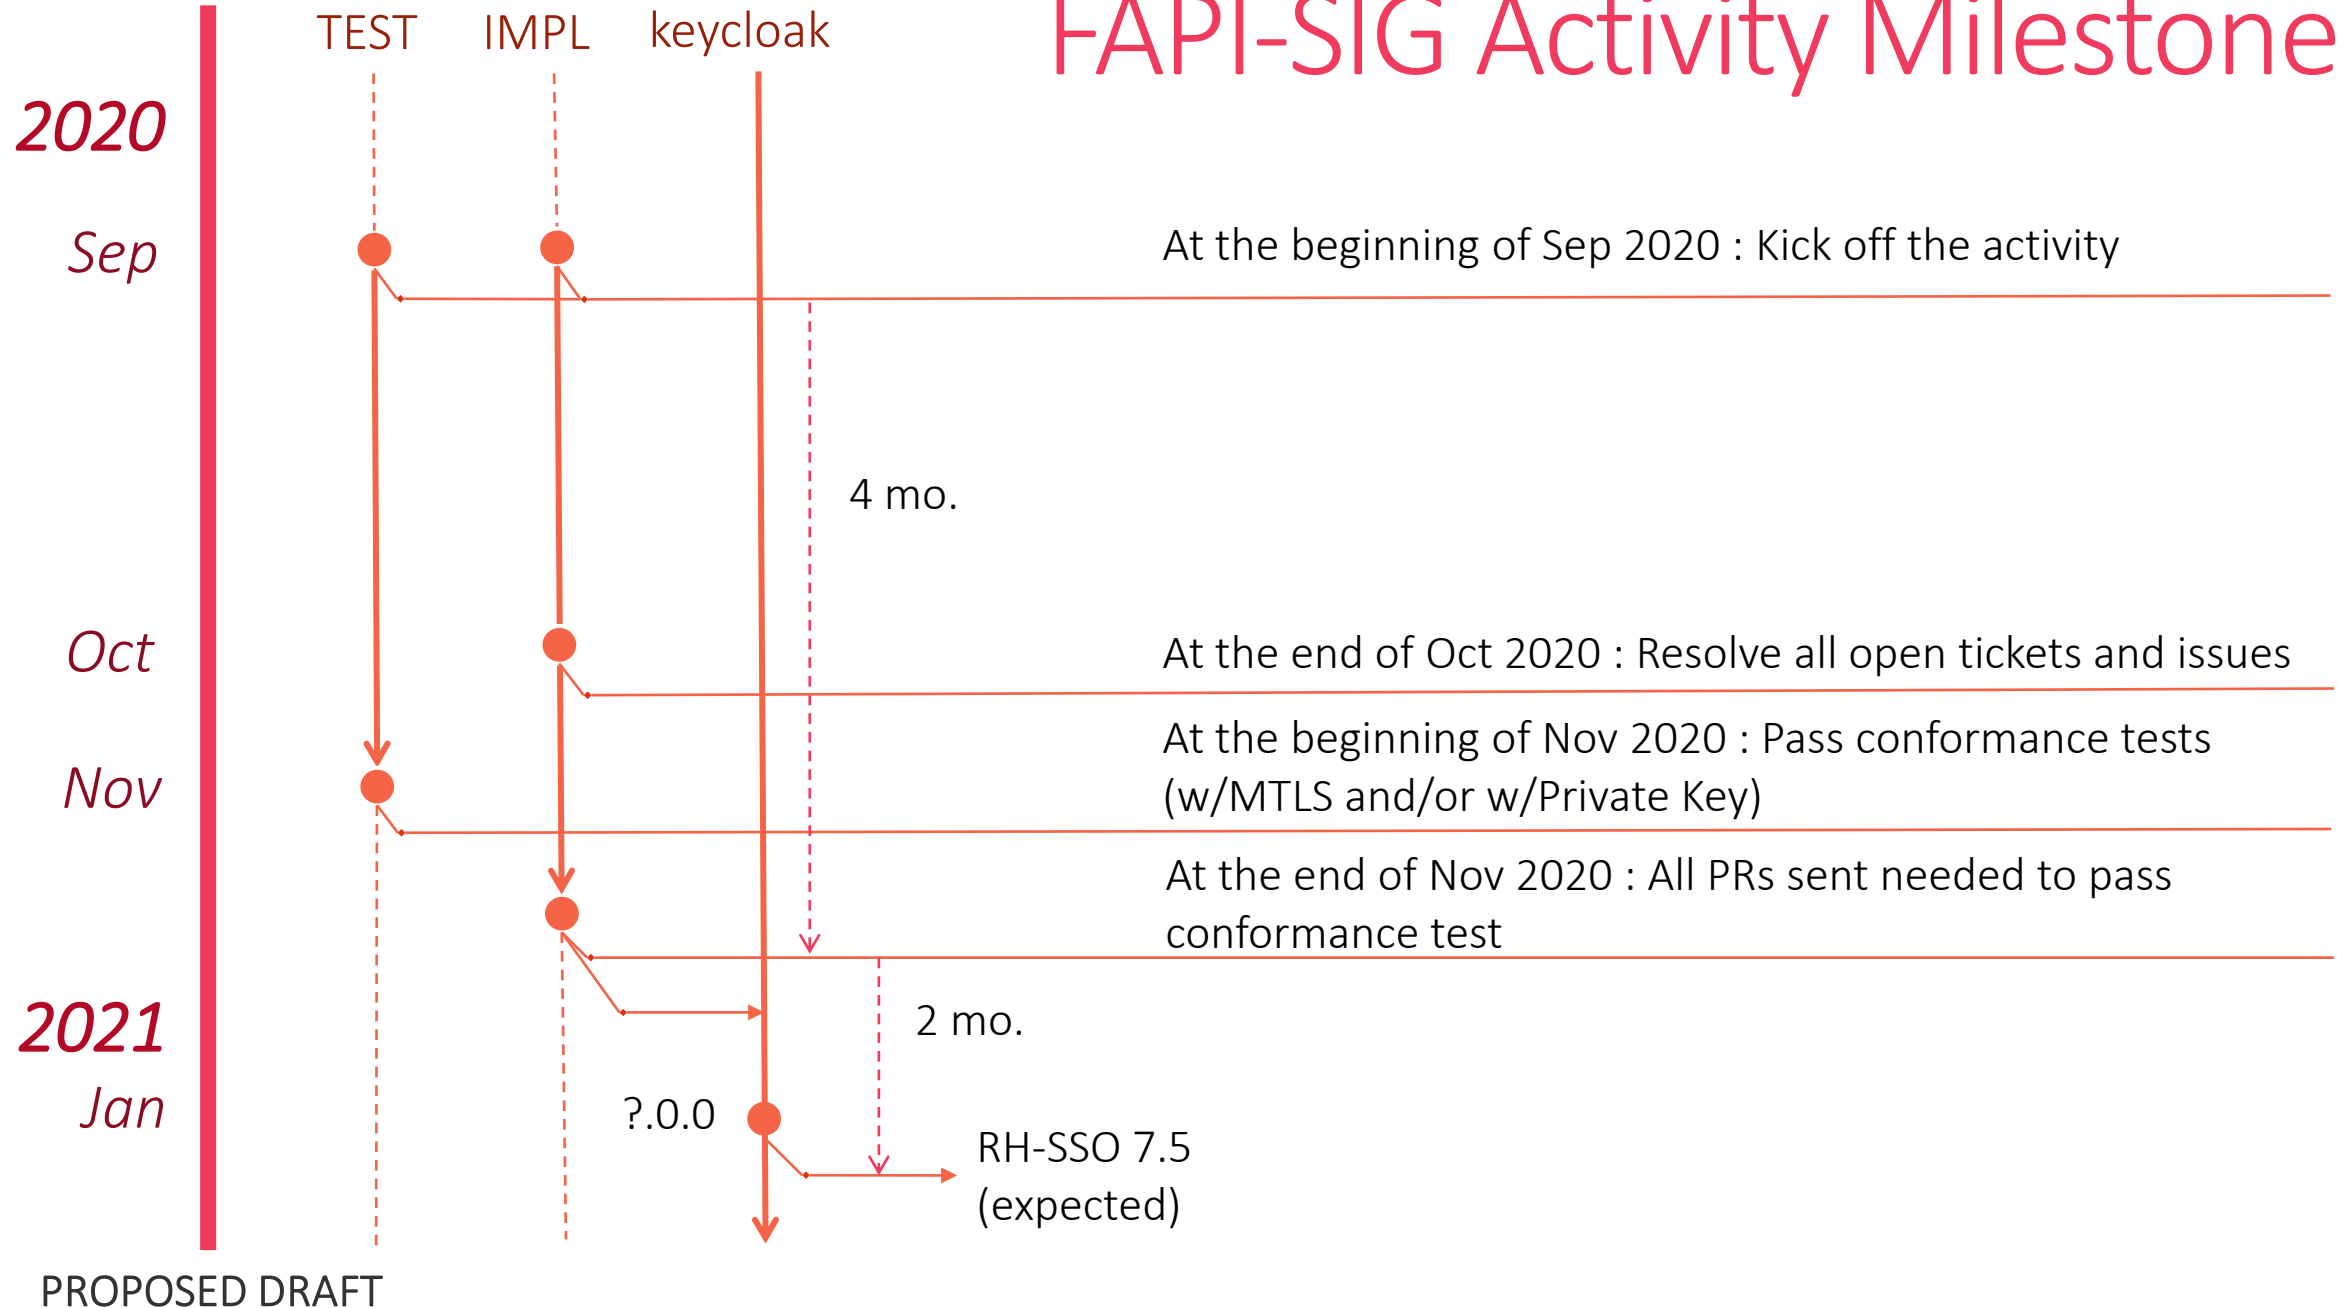 FAPI-SIG Activity Milestone
TEST IMPL keycloak
2020
Sep
At the beginning of Sep 2020 : Kick off the activity
4 mo.
Oct
At the end of Oct 2020 : Resolve all open tickets and issues
Nov
At the beginning of Nov 2020 : Pass conformance tests
(w/MTLS and/or w/Private Key)
At the end of Nov 2020 : All PRs sent needed to pass
conformance test
2021
2 mo.
Jan
?.0.0
RH-SSO 7.5
(expected)
PROPOSED DRAFT